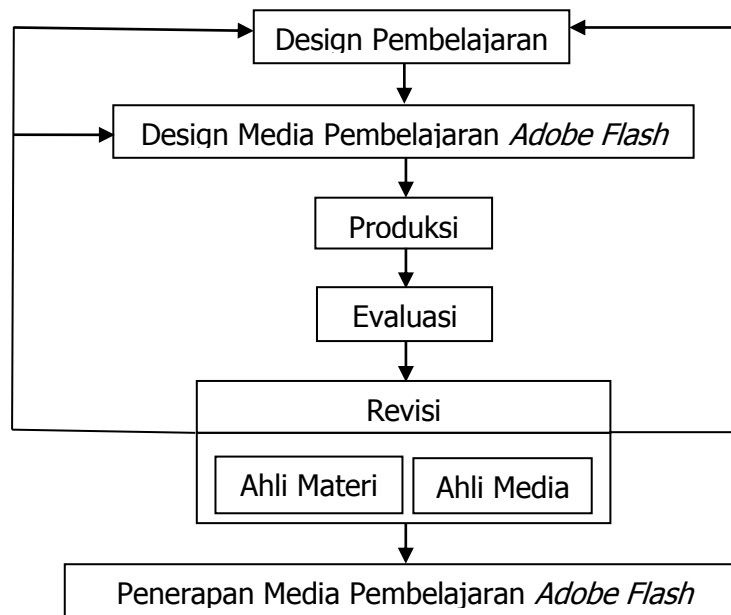 Design Pembelajaran
Design Media Pembelajaran Adobe Flash
Produksi
Evaluasi
Revisi
Ahli Materi
Ahli Media
Penerapan Media Pembelajaran Adobe Flash